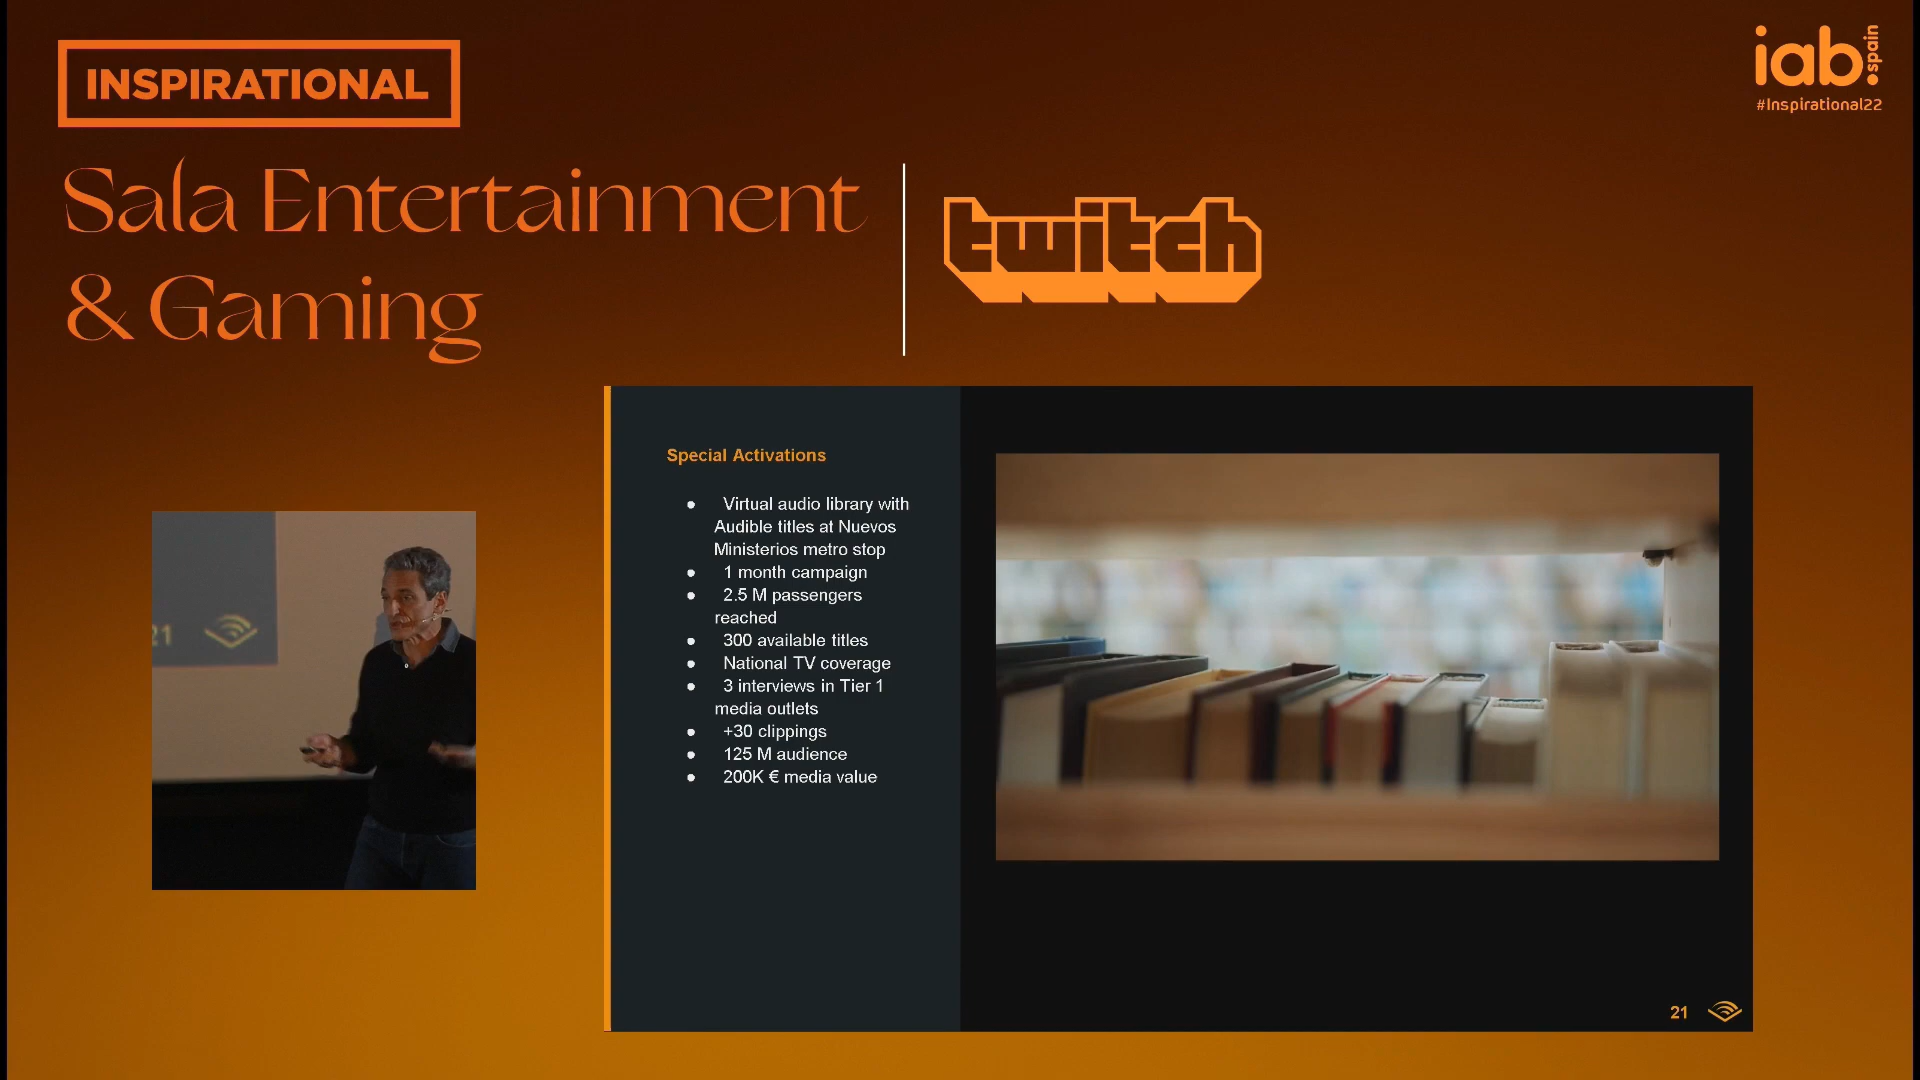 INSPIRATIONAL
iab.spain
#Inspirational22
Sala Entertainment
& Gaming
twitch
Special Activations
● Virtual audio library with
Audible titles at Nuevos
Ministerios metro stop
● 1 month campaign
● 2.5 M passengers
reached
● 300 available titles
● National TV coverage
● 3 interviews in Tier 1
media outlets
● +30 clippings
● 125 M audience
● 200K € media value
21
21